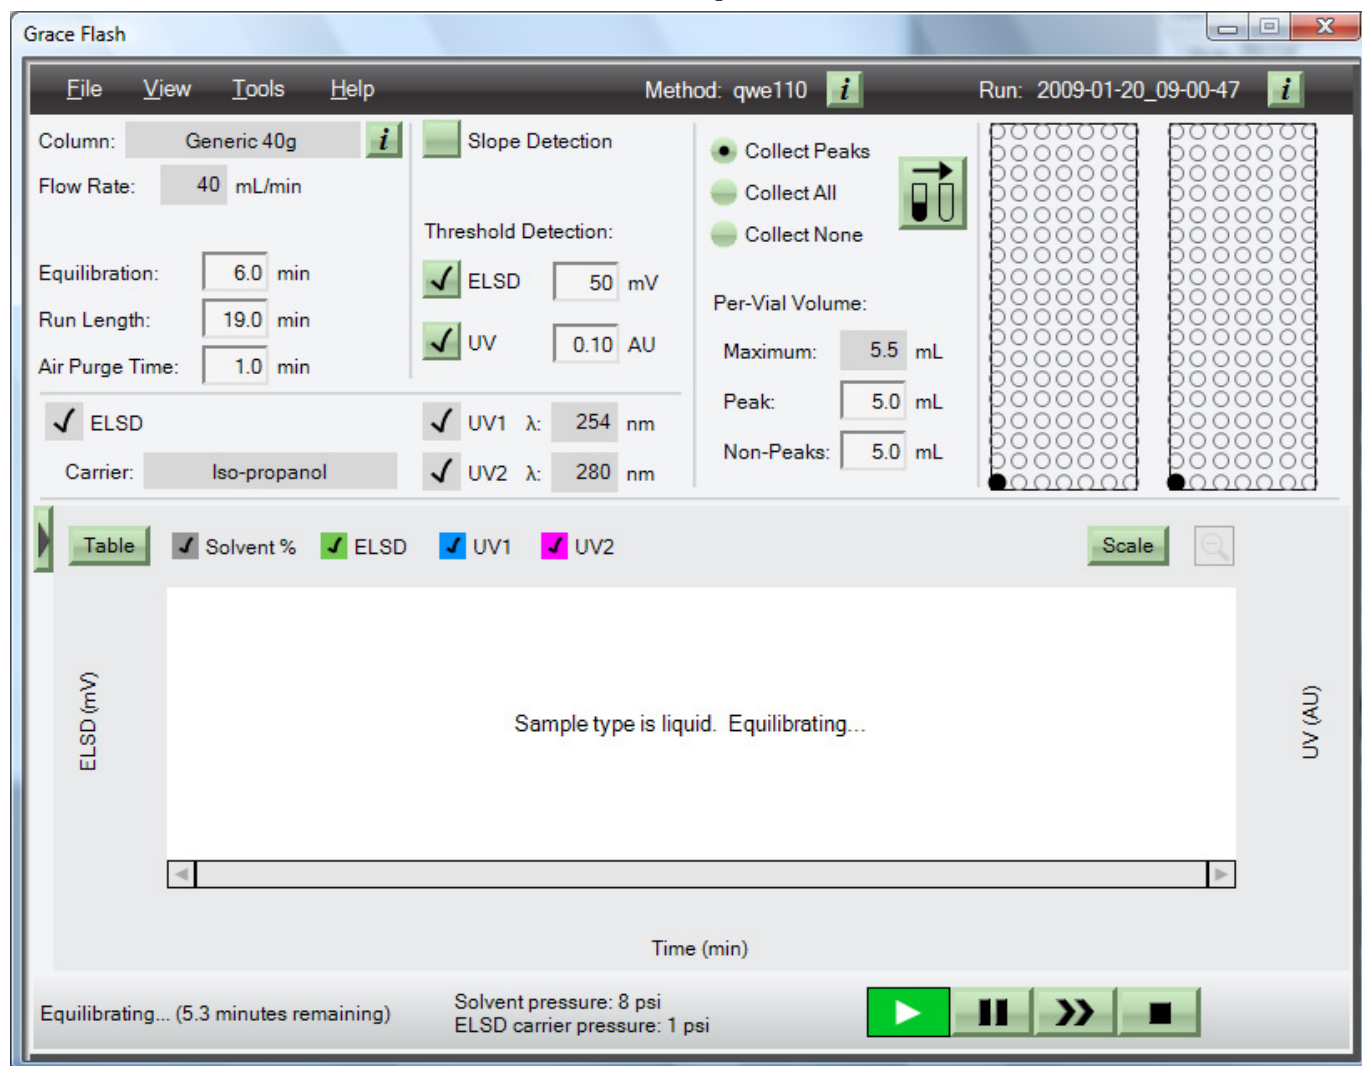 Grace Flash
File View Tools Help Method: qwe110 i Run: 2009-01-20_09-00-47 i
Column: Generic 40g i
Flow Rate: 40 mL/min
Equilibration: 6.0 min
Run Length: 19.0 min
Air Purge Time: 1.0 min
Slope Detection
Threshold Detection:
ELSD 50 mV
UV 0.10 AU
Collect Peaks
Collect All
Collect None
Per-Vial Volume:
Maximum: 5.5 mL
Peak: 5.0 mL
Non-Peaks: 5.0 mL
ELSD
Carrier: Iso-propanol
UV1 λ: 254 nm
UV2 λ: 280 nm
Table Solvent % ELSD UV1 UV2 Scale
ELSD (mV)
Sample type is liquid. Equilibrating...
UV (AU)
Time (min)
Equilibrating... (5.3 minutes remaining)
Solvent pressure: 8 psi
ELSD carrier pressure: 1 psi